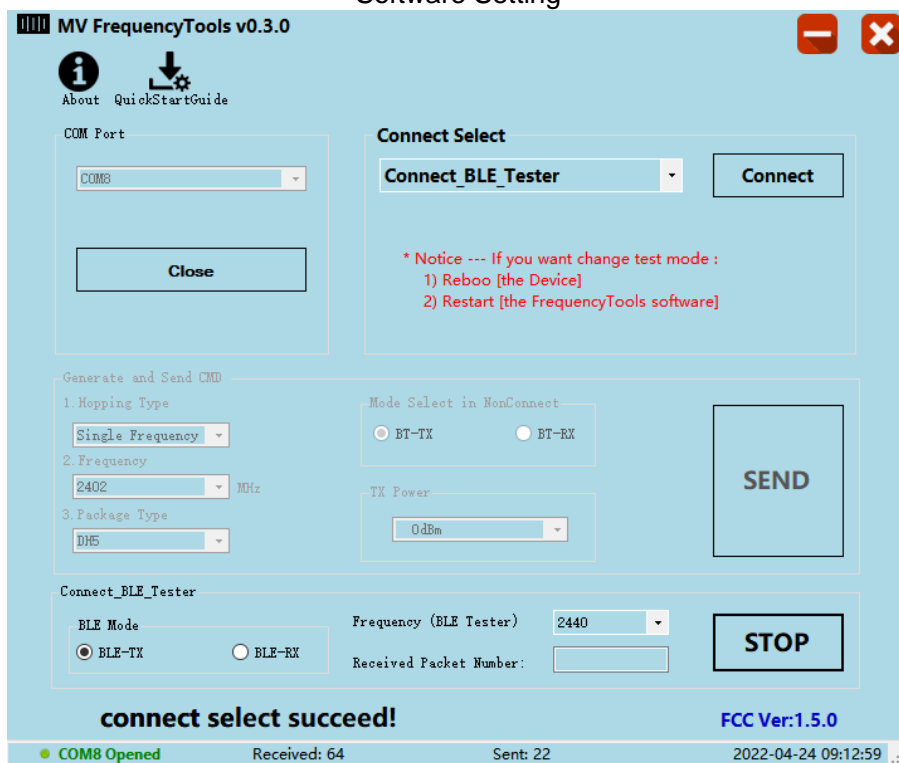 Software Setting
MV FrequencyTools v0.3.0
About QuickStartGuide
COM Port
COM8
Close
Connect Select
Connect_BLE_Tester
Connect
* Notice --- If you want change test mode :
1) Reboo [the Device]
2) Restart [the FrequencyTools software]
Generate and Send CMD
1. Hopping Type
Single Frequency
2. Frequency
2402 MHz
3. Package Type
DH5
Mode Select in NonConnect
BT-TX BT-RX
TX Power
0dBm
SEND
Connect_BLE_Tester
BLE Mode
BLE-TX BLE-RX
Frequency (BLE Tester) 2440
Received Packet Number:
STOP
connect select succeed!
FCC Ver:1.5.0
COM8 Opened Received: 64 Sent: 22 2022-04-24 09:12:59